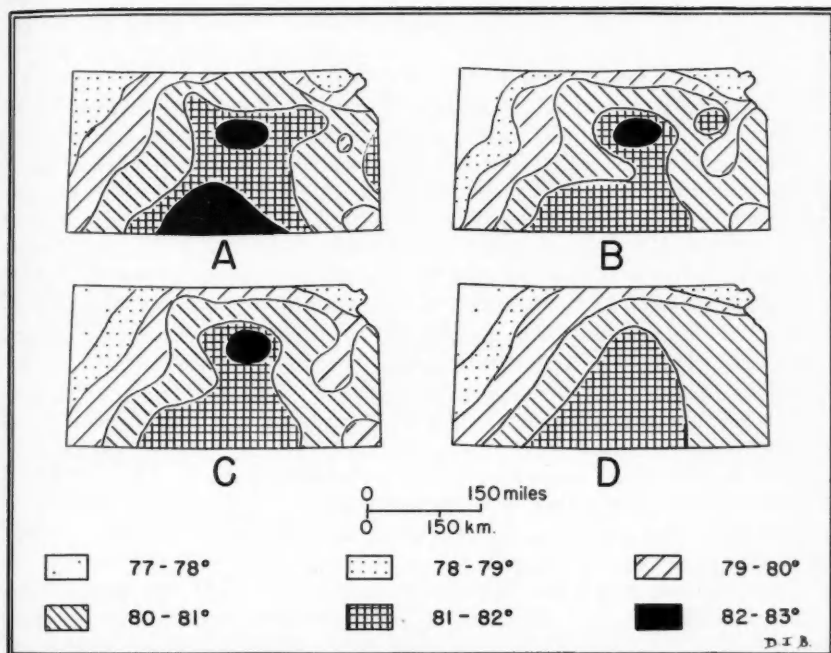 A
B
C
D
0 150 miles
0 150 km.
77-78°
78-79°
79-80°
80-81°
81-82°
82-83°
D.I.B.